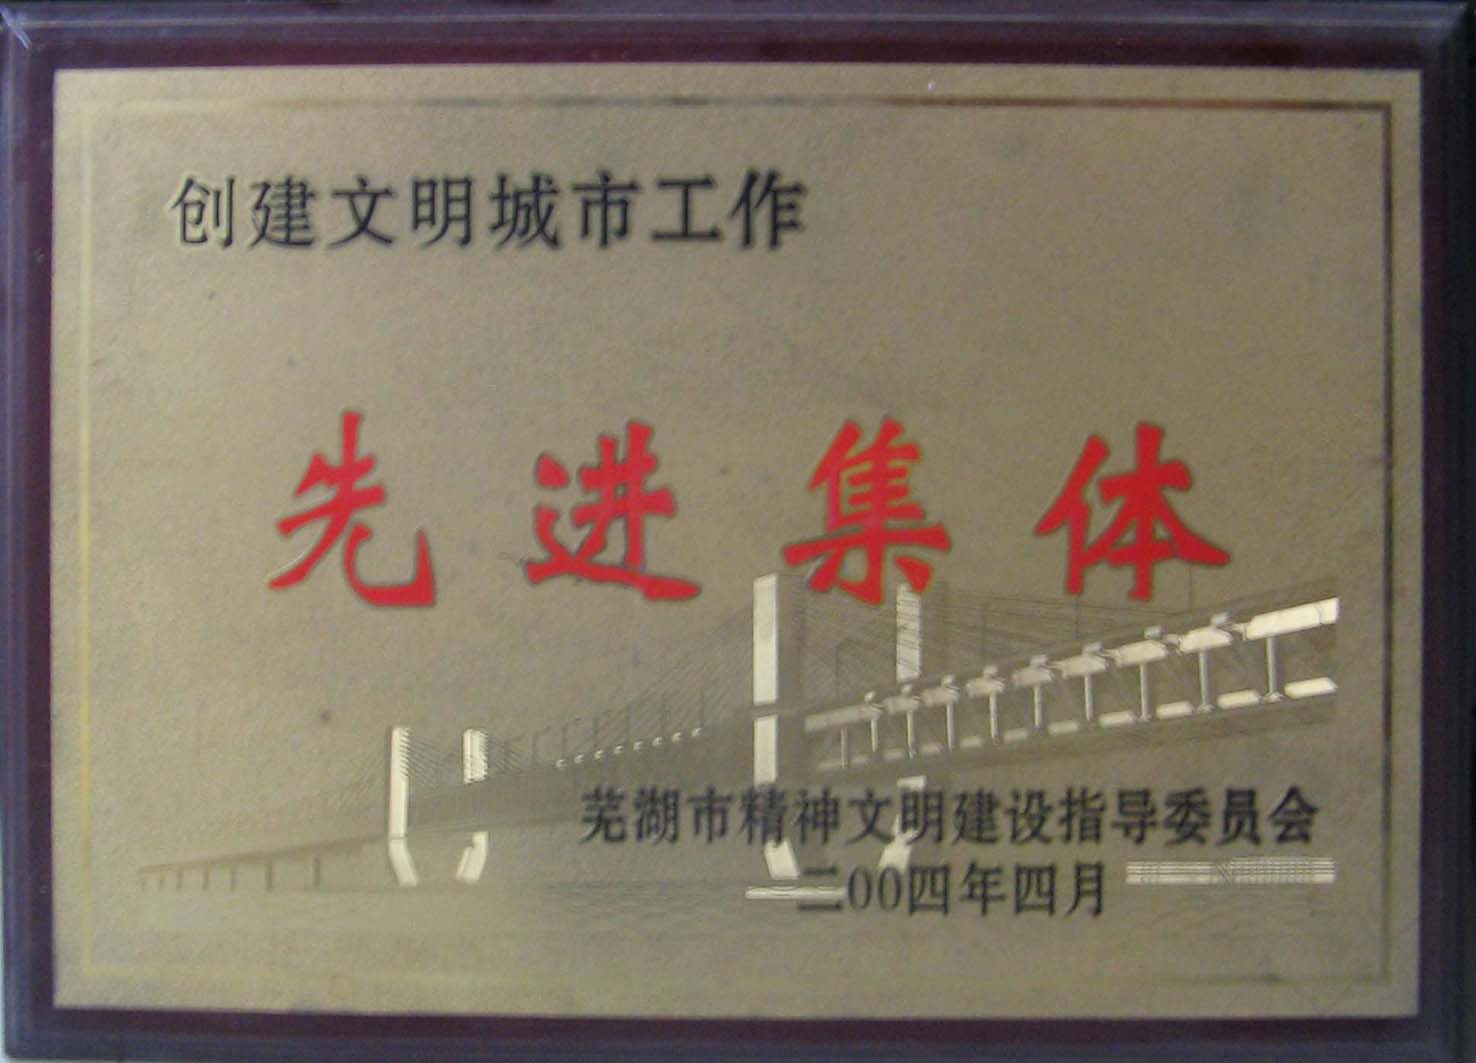 创建文明城市工作
先进集体
芜湖市精神文明建设指导委员会
二00四年四月